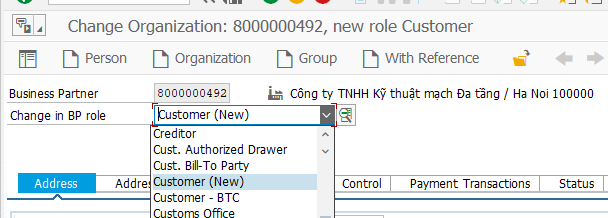 Change Organization: 8000000492, new role Customer
Person Organization Group With Reference
Business Partner 8000000492 Công ty TNHH Kỹ thuật mạch Đa tầng / Ha Noi 100000
Change in BP role Customer (New)
Creditor
Cust. Authorized Drawer
Cust. Bill-To Party
Customer (New)
Customer - BTC
Customs Office
Address Addre Control Payment Transactions Status